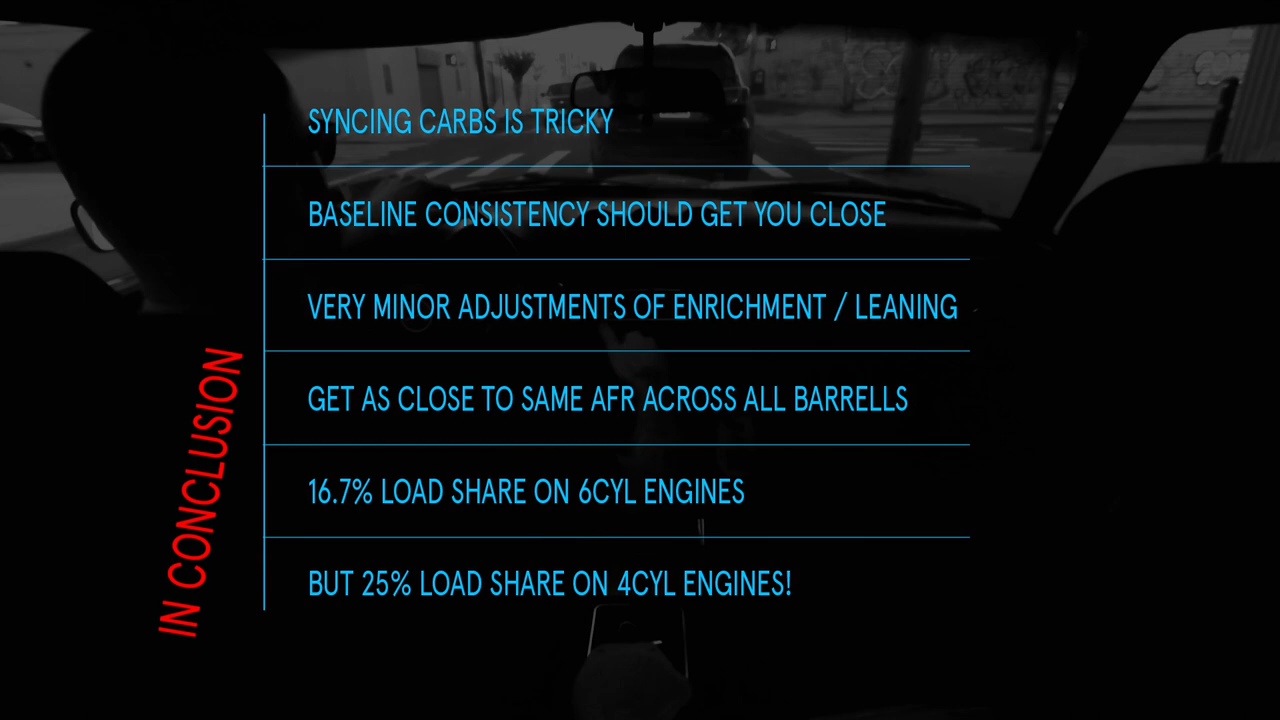 SYNCING CARBS IS TRICKY
BASELINE CONSISTENCY SHOULD GET YOU CLOSE
VERY MINOR ADJUSTMENTS OF ENRICHMENT / LEANING
GET AS CLOSE TO SAME AFR ACROSS ALL BARRELLS
16.7% LOAD SHARE ON 6CYL ENGINES
BUT 25% LOAD SHARE ON 4CYL ENGINES!
IN CONCLUSION